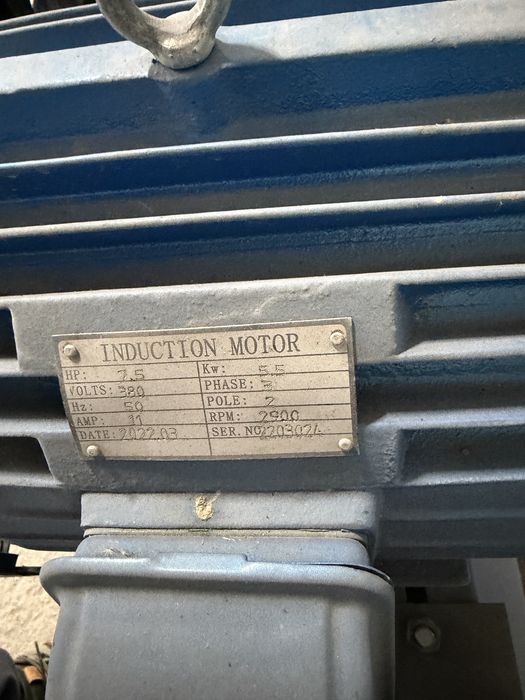 INDUCTION MOTOR
HP: 7.5 Kw: 5.5
VOLTS: 380 PHASE: 3
Hz: 50 POLE: 2
AMP: 11 RPM: 2900
DATE: 2022.03 SER. NO 2203024